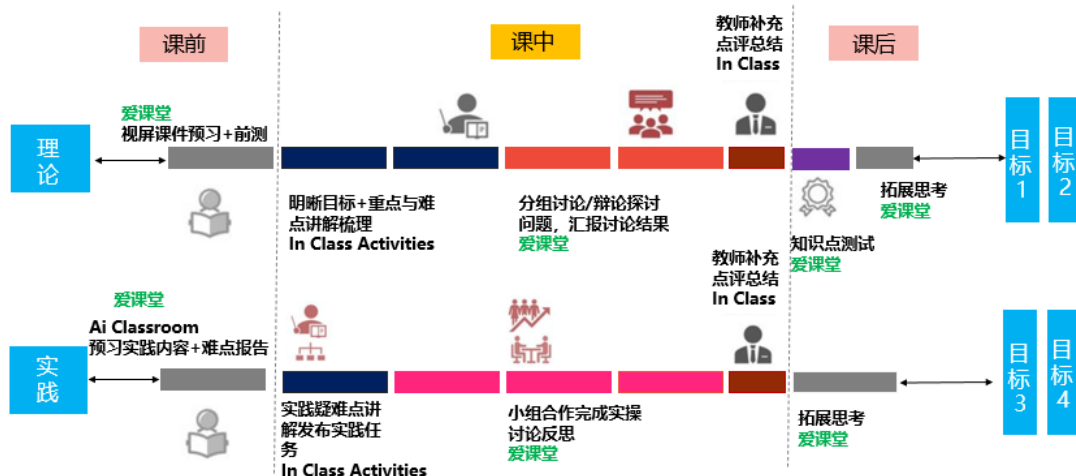 课前
课中
课后
教师补充
点评总结
In Class
爱课堂
视屏课件预习+前测
理论
明晰目标+重点与难
点讲解梳理
In Class Activities
分组讨论/辩论探讨
问题，汇报讨论结果
爱课堂
知识点测试
爱课堂
拓展思考
爱课堂
目标1
目标2
爱课堂
Ai Classroom
预习实践内容+难点报告
实践
实践疑难点讲
解发布实践任
务
In Class Activities
小组合作完成实操
讨论反思
爱课堂
教师补充
点评总结
In Class
拓展思考
爱课堂
目标3
目标4